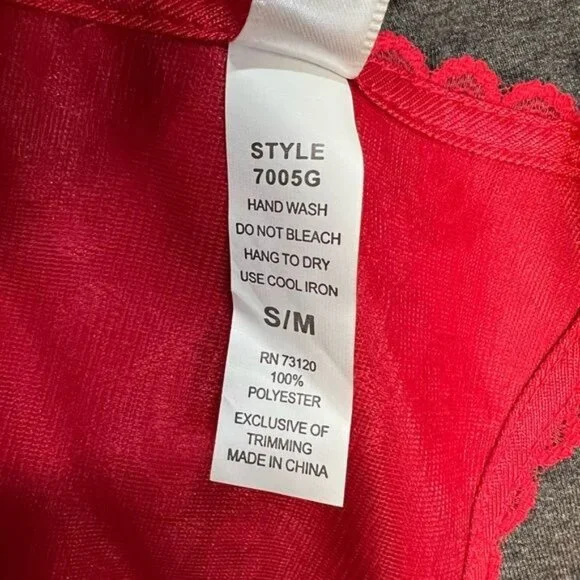 STYLE
7005G
HAND WASH
DO NOT BLEACH
HANG TO DRY
USE COOL IRON
S/M
RN 73120
100%
POLYESTER
EXCLUSIVE OF
TRIMMING
MADE IN CHINA